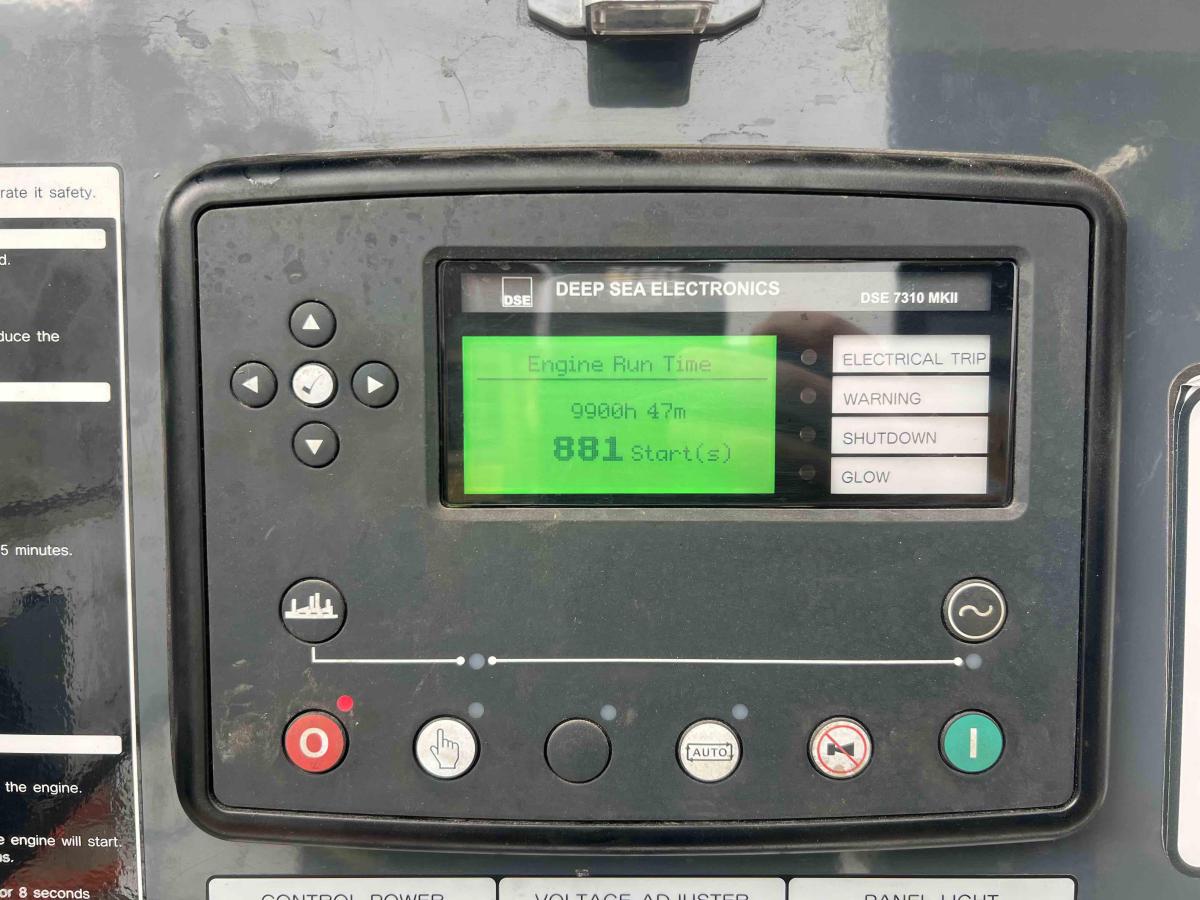 rate it safety.
d.
duce the
5 minutes.
the engine.
e engine will start.
ns.
or 8 seconds
DSE
DEEP SEA ELECTRONICS
DSE 7310 MKII
Engine Run Time
9900h 47m
881 Start(s)
ELECTRICAL TRIP
WARNING
SHUTDOWN
GLOW
O
AUTO
I
CONTROL POWER
VOLTAGE ADJUSTER
PANEL LIGHT